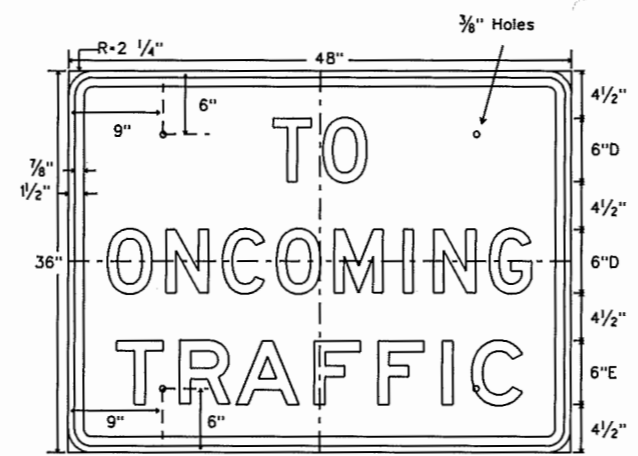 3/8" Holes
R=2 1/4"
48"
4 1/2"
6"
9"
TO
6"D
7/8"
1 1/2"
4 1/2"
36"
ONCOMING
6"D
4 1/2"
TRAFFIC
6"E
9"
6"
4 1/2"